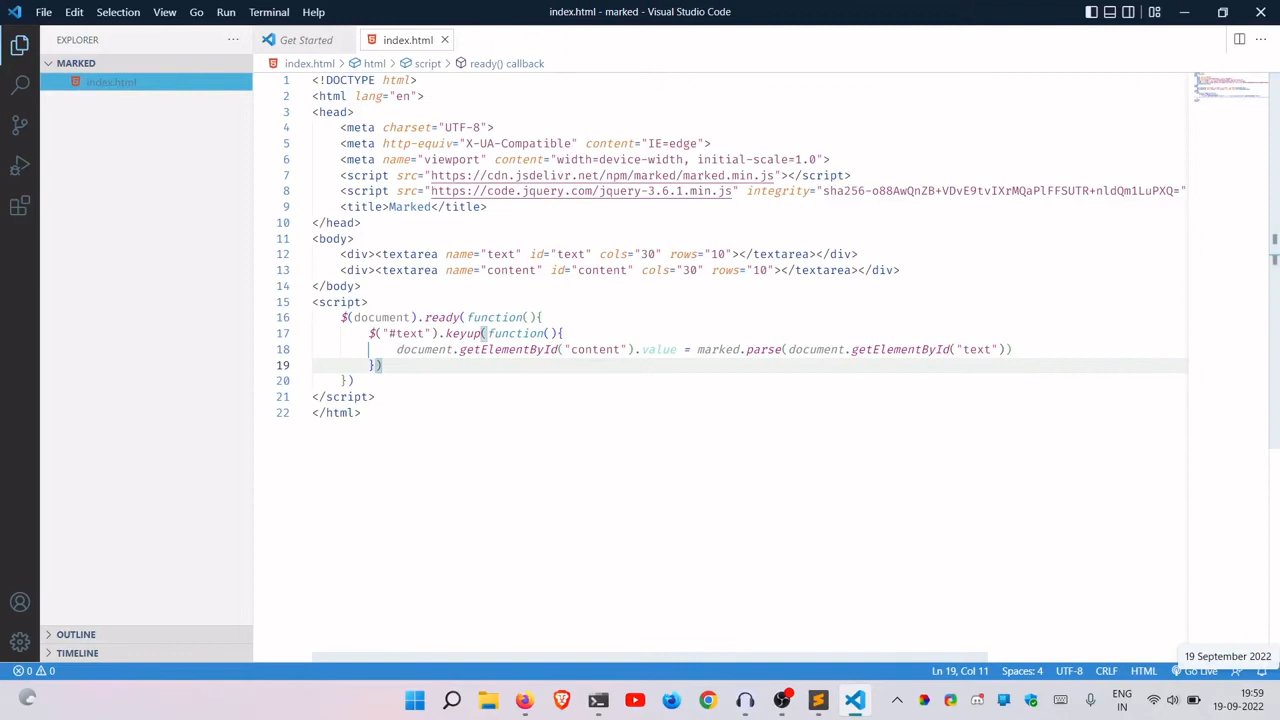 File Edit Selection View Go Run Terminal Help
index.html - marked - Visual Studio Code
EXPLORER
Get Started
index.html
MARKED
index.html
index.html > html > script > ready() callback
1 <!DOCTYPE html>
2 <html lang="en">
3 <head>
4 <meta charset="UTF-8">
5 <meta http-equiv="X-UA-Compatible" content="IE=edge">
6 <meta name="viewport" content="width=device-width, initial-scale=1.0">
7 <script src="https://cdn.jsdelivr.net/npm/marked/marked.min.js"></script>
8 <script src="https://code.jquery.com/jquery-3.6.1.min.js" integrity="sha256-o88AwQnZB+VDvE9tvIXrMQaPlFFSUTR+nldQm1LuPXQ="
9 <title>Marked</title>
10 </head>
11 <body>
12 <div><textarea name="text" id="text" cols="30" rows="10"></textarea></div>
13 <div><textarea name="content" id="content" cols="30" rows="10"></textarea></div>
14 </body>
15 <script>
16 $(document).ready(function(){
17 $("#text").keyup(function(){
18 document.getElementById("content").value = marked.parse(document.getElementById("text"))
19 })
20 })
21 </script>
22 </html>
OUTLINE
TIMELINE
19 September 2022
0 0
Ln 19, Col 11 Spaces: 4 UTF-8 CRLF HTML Go Live
ENG
IN
19:59
19-09-2022